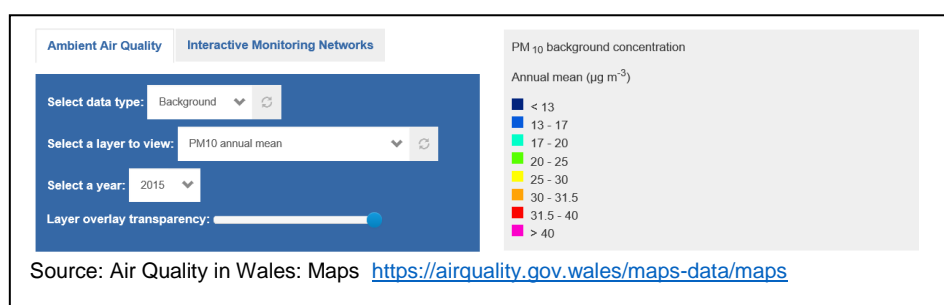 Ambient Air Quality
Interactive Monitoring Networks
Select data type: Background
Select a layer to view: PM10 annual mean
Select a year: 2015
Layer overlay transparency:
PM 10 background concentration
Annual mean (µg m-3)
< 13
13 - 17
17 - 20
20 - 25
25 - 30
30 - 31.5
31.5 - 40
> 40
Source: Air Quality in Wales: Maps https://airquality.gov.wales/maps-data/maps